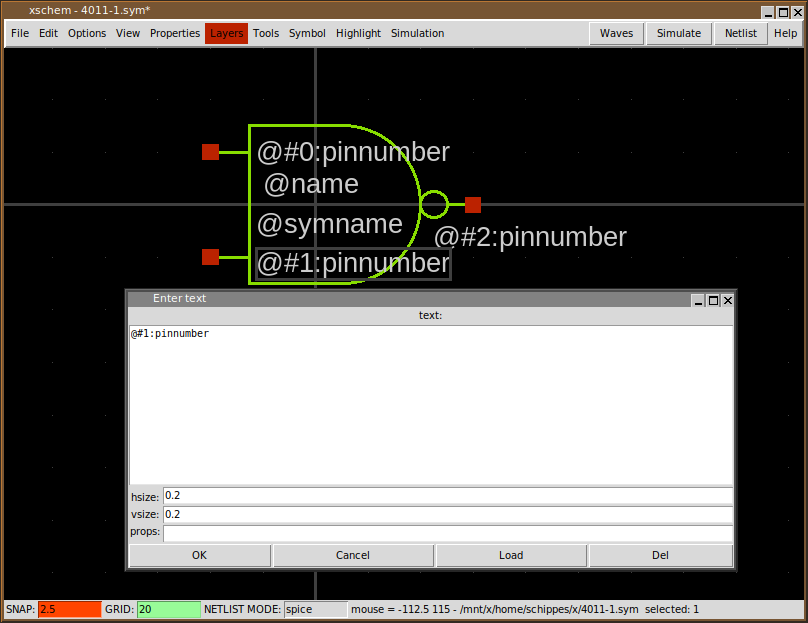 xschem - 4011-1.sym*
File Edit Options View Properties Layers Tools Symbol Highlight Simulation Waves Simulate Netlist Help
@#0:pinnumber
@name
@symname
@#2:pinnumber
@#1:pinnumber
Enter text
text:
@#1:pinnumber
hsize: 0.2
vsize: 0.2
props:
OK Cancel Load Del
SNAP: 2.5 GRID: 20 NETLIST MODE: spice mouse = -112.5 115 - /mnt/x/home/schippes/x/4011-1.sym selected: 1